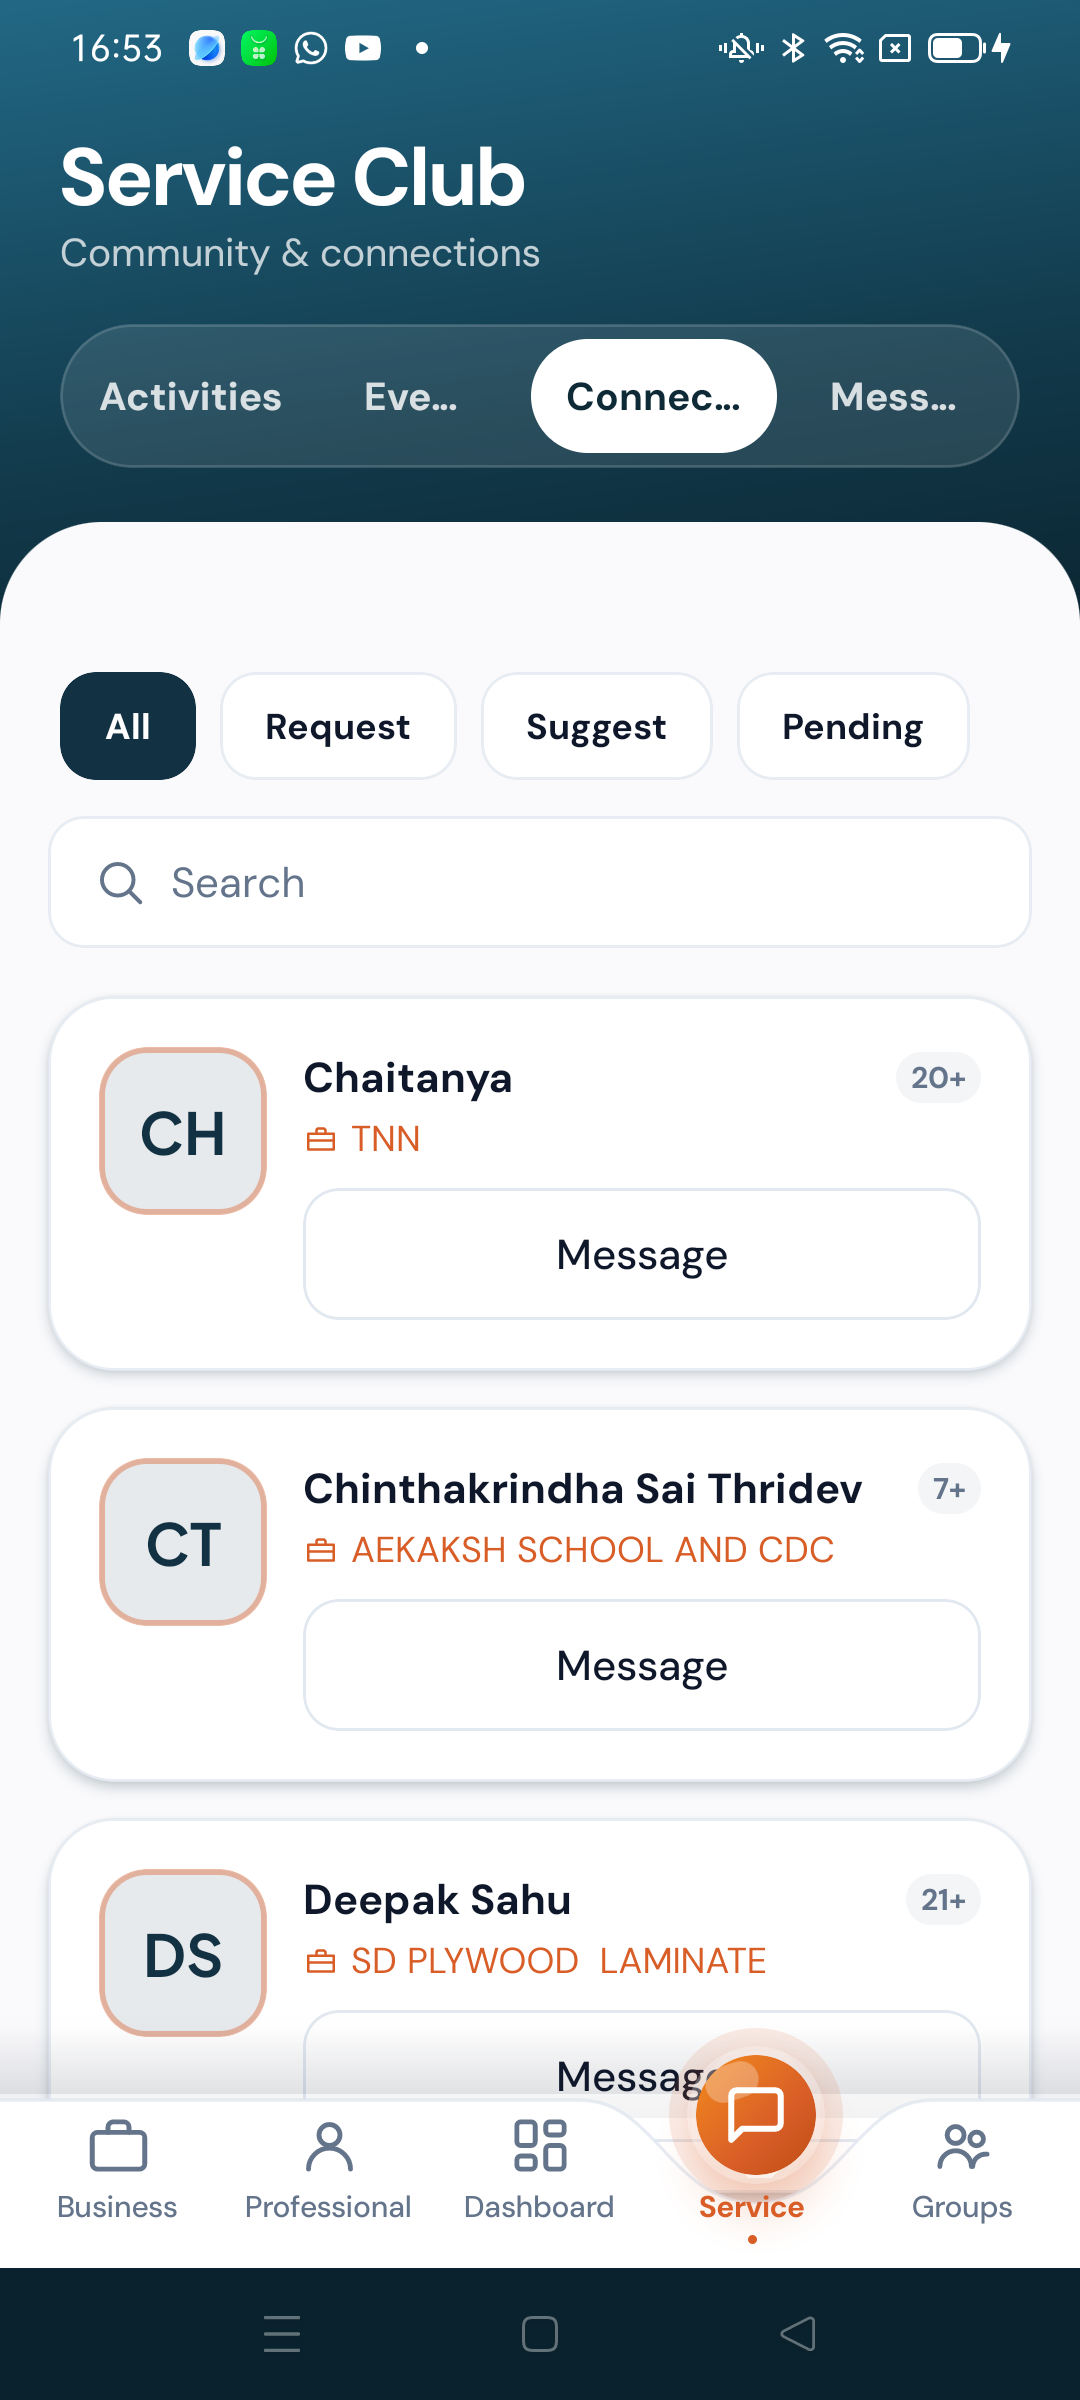 16:53
Service Club
Community & connections
Activities Eve... Connec... Mess...
All Request Suggest Pending
Search
CH
Chaitanya 20+
TNN
Message
CT
Chinthakrindha Sai Thridev 7+
AEKAKSH SCHOOL AND CDC
Message
DS
Deepak Sahu 21+
SD PLYWOOD  LAMINATE
Message
Business Professional Dashboard Service Groups